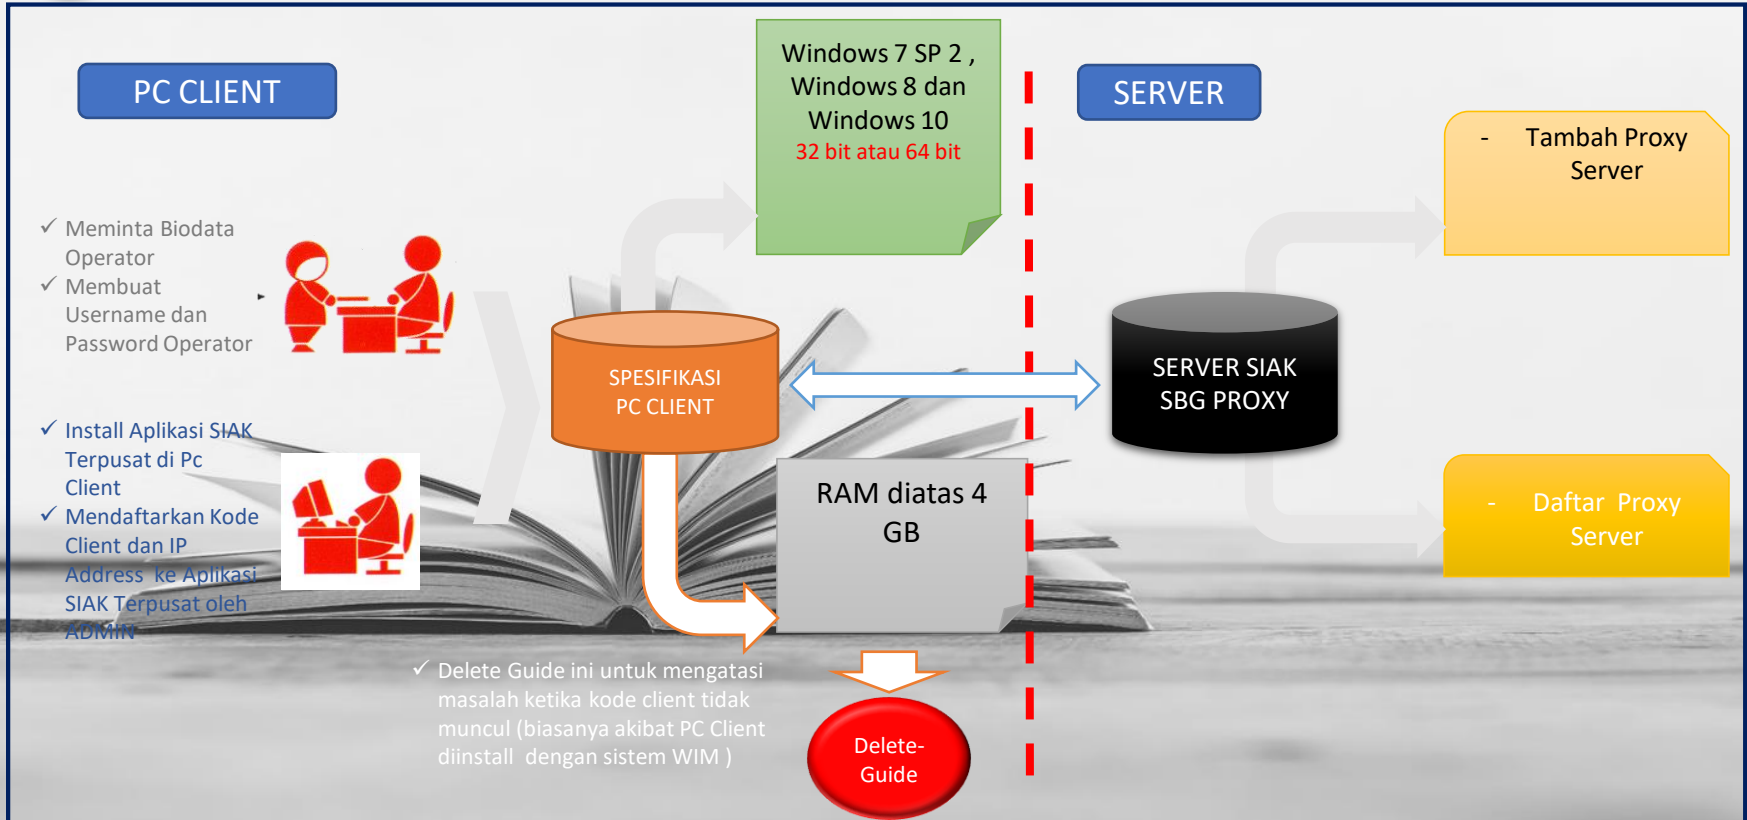 PC CLIENT
✓ Meminta Biodata
Operator
✓ Membuat
Username dan
Password Operator
✓ Install Aplikasi SIAK
Terpusat di Pc
Client
✓ Mendaftarkan Kode
Client dan IP
Address ke Aplikasi
SIAK Terpusat oleh
ADMIN
Windows 7 SP 2 ,
Windows 8 dan
Windows 10
32 bit atau 64 bit
SPESIFIKASI
PC CLIENT
RAM diatas 4
GB
✓ Delete Guide ini untuk mengatasi
masalah ketika kode client tidak
muncul (biasanya akibat PC Client
diinstall dengan sistem WIM )
Delete-
Guide
SERVER
SERVER SIAK
SBG PROXY
- Tambah Proxy
Server
- Daftar Proxy
Server